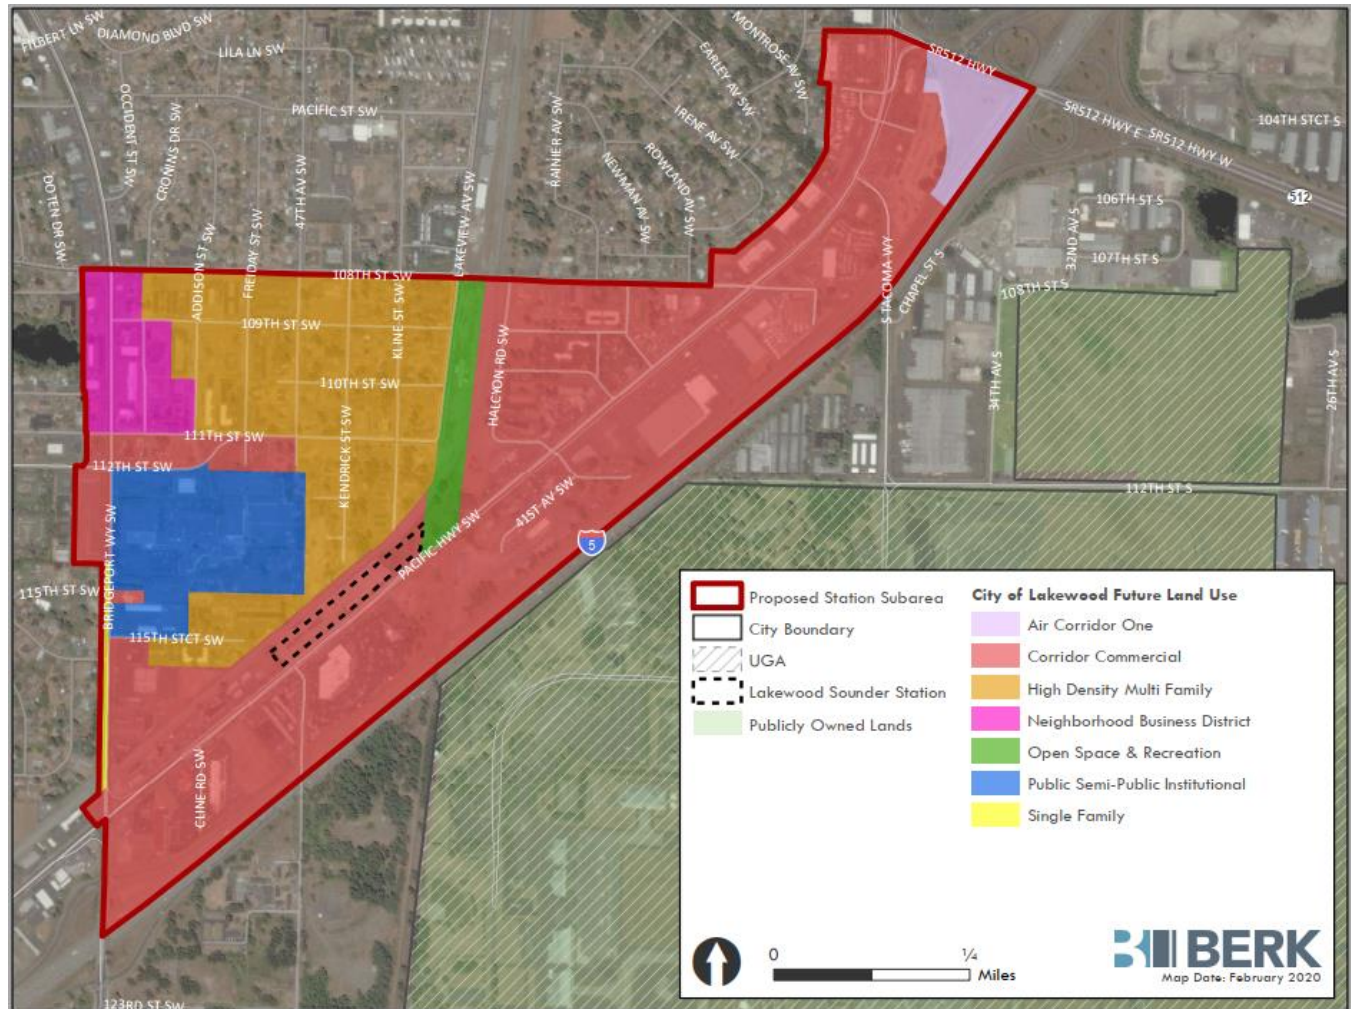 FILBERT LN SW
DIAMOND BLVD SW
LILA LN SW
MONTROSE AV SW
EARLEY AV SW
SR512 HWY
OCCIDENT ST SW
CRONINS DR SW
PACIFIC ST SW
RAINIER AV SW
IRENE AV SW
SR512 HWY E
SR512 HWY W
104TH STCT S
DOTEN DR SW
47TH AV SW
LAKEVIEW AV SW
NEWMAN AV
SW
ROWLAND AV
SW
106TH ST S
512
ADDISON ST SW
FREIDAY ST SW
S TACOMA WY
CHAPEL ST S
32ND AV S
107TH ST S
108TH ST SW
108TH ST S
109TH ST SW
KLINE ST SW
HALCYON RD SW
110TH ST SW
34TH AV S
26TH AV S
111TH ST SW
KENDRICK ST SW
112TH ST SW
112TH ST S
41ST AV SW
BRIDGEPORT WY SW
PACIFIC HWY SW
5
115TH ST SW
115TH STCT SW
CLINE RD SW
123RD ST SW
Proposed Station Subarea
City Boundary
UGA
Lakewood Sounder Station
Publicly Owned Lands
City of Lakewood Future Land Use
Air Corridor One
Corridor Commercial
High Density Multi Family
Neighborhood Business District
Open Space & Recreation
Public Semi-Public Institutional
Single Family
0
¼
Miles
BERK
Map Date: February 2020